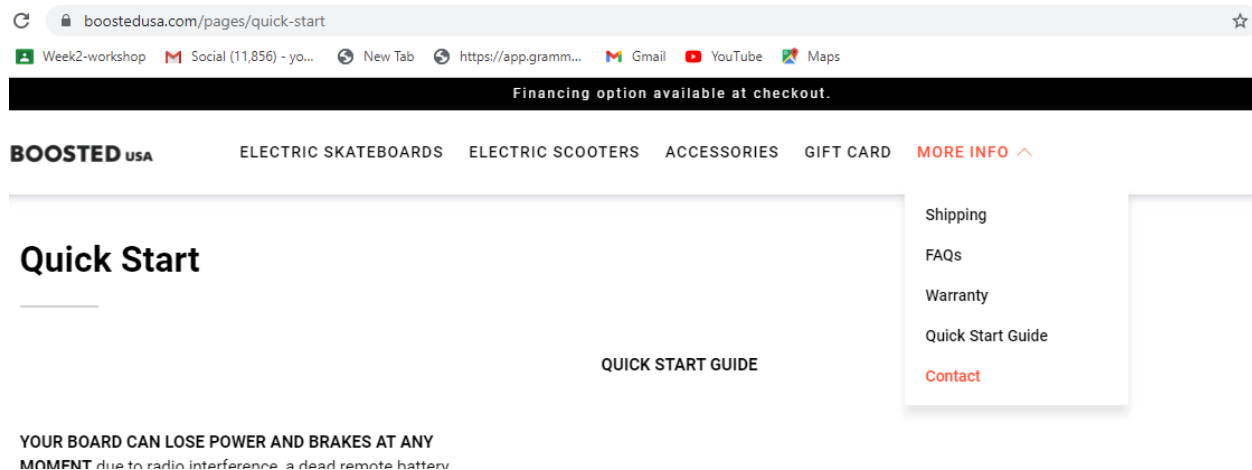 boostedusa.com/pages/quick-start
Week2-workshop Social (11,856) - yo... New Tab https://app.gramm... Gmail YouTube Maps
Financing option available at checkout.
BOOSTED USA ELECTRIC SKATEBOARDS ELECTRIC SCOOTERS ACCESSORIES GIFT CARD MORE INFO
Shipping
Quick Start
FAQs
Warranty
Quick Start Guide
QUICK START GUIDE
Contact
YOUR BOARD CAN LOSE POWER AND BRAKES AT ANY
MOMENT due to radio interference, a dead remote battery